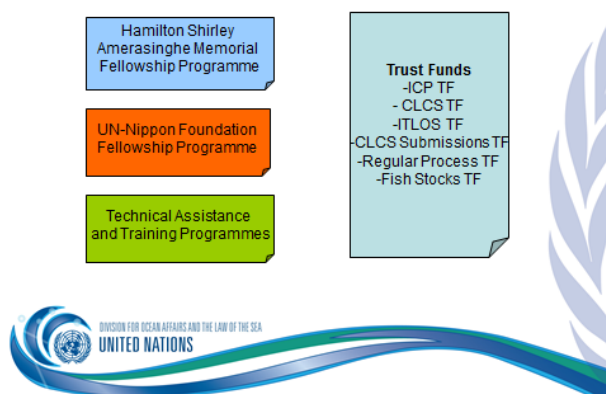 Hamilton Shirley
Amerasinghe Memorial
Fellowship Programme
UN-Nippon Foundation
Fellowship Programme
Technical Assistance
and Training Programmes
Trust Funds
-ICP TF
- CLCS TF
-ITLOS TF
-CLCS Submissions TF
-Regular Process TF
-Fish Stocks TF
DIVISION FOR OCEAN AFFAIRS AND THE LAW OF THE SEA
UNITED NATIONS